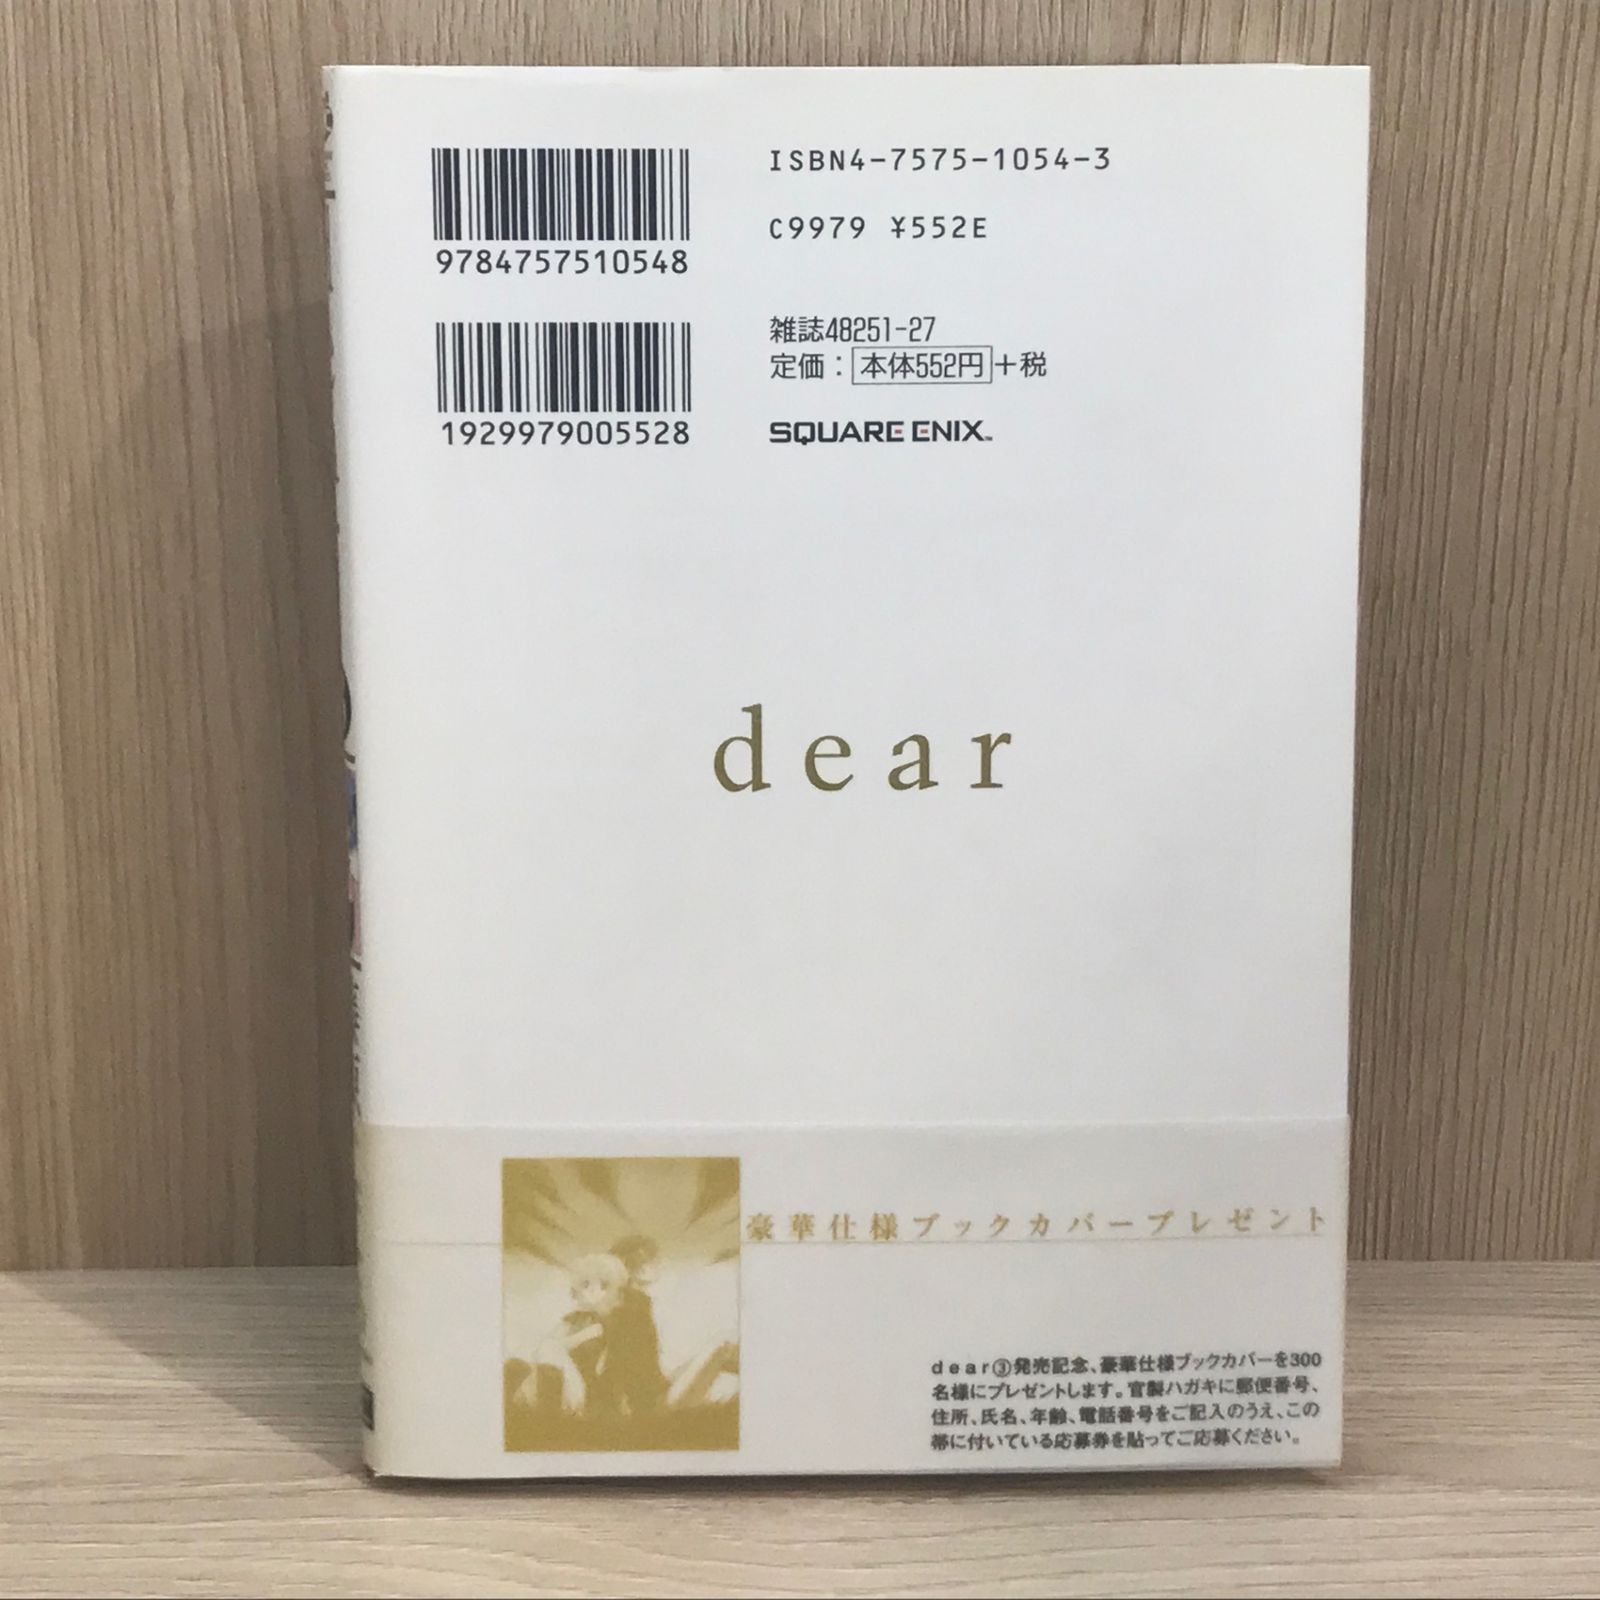 ISBN4-7575-1054-3
C9979 ¥552E
9784757510548
雑誌48251-27
定価：本体552円+税
1929979005528
SQUARE ENIX™
dear
豪華仕様ブックカバープレゼント
dear③発売記念、豪華仕様ブックカバーを300
名様にプレゼントします。官製ハガキに郵便番号、
住所、氏名、年齢、電話番号をご記入のうえ、この
帯に付いている応募券を貼ってご応募ください。